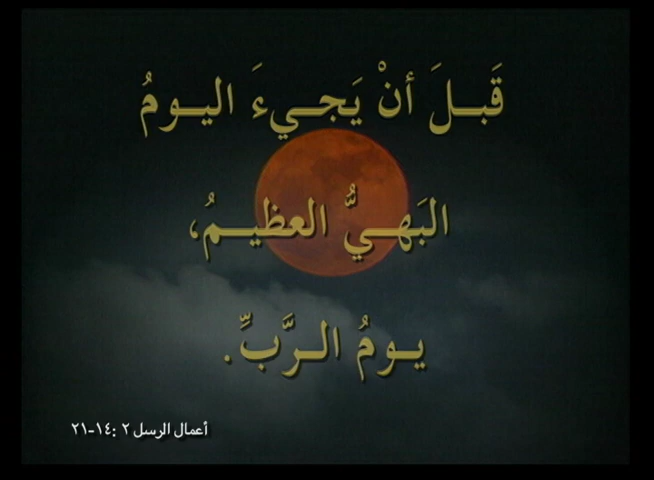 قَبلَ أنْ يَجيءَ اليومُ
البَهيُّ العظيمُ،
يومُ الرَّبِّ.
أعمال الرسل ٢ :١٤-٢١